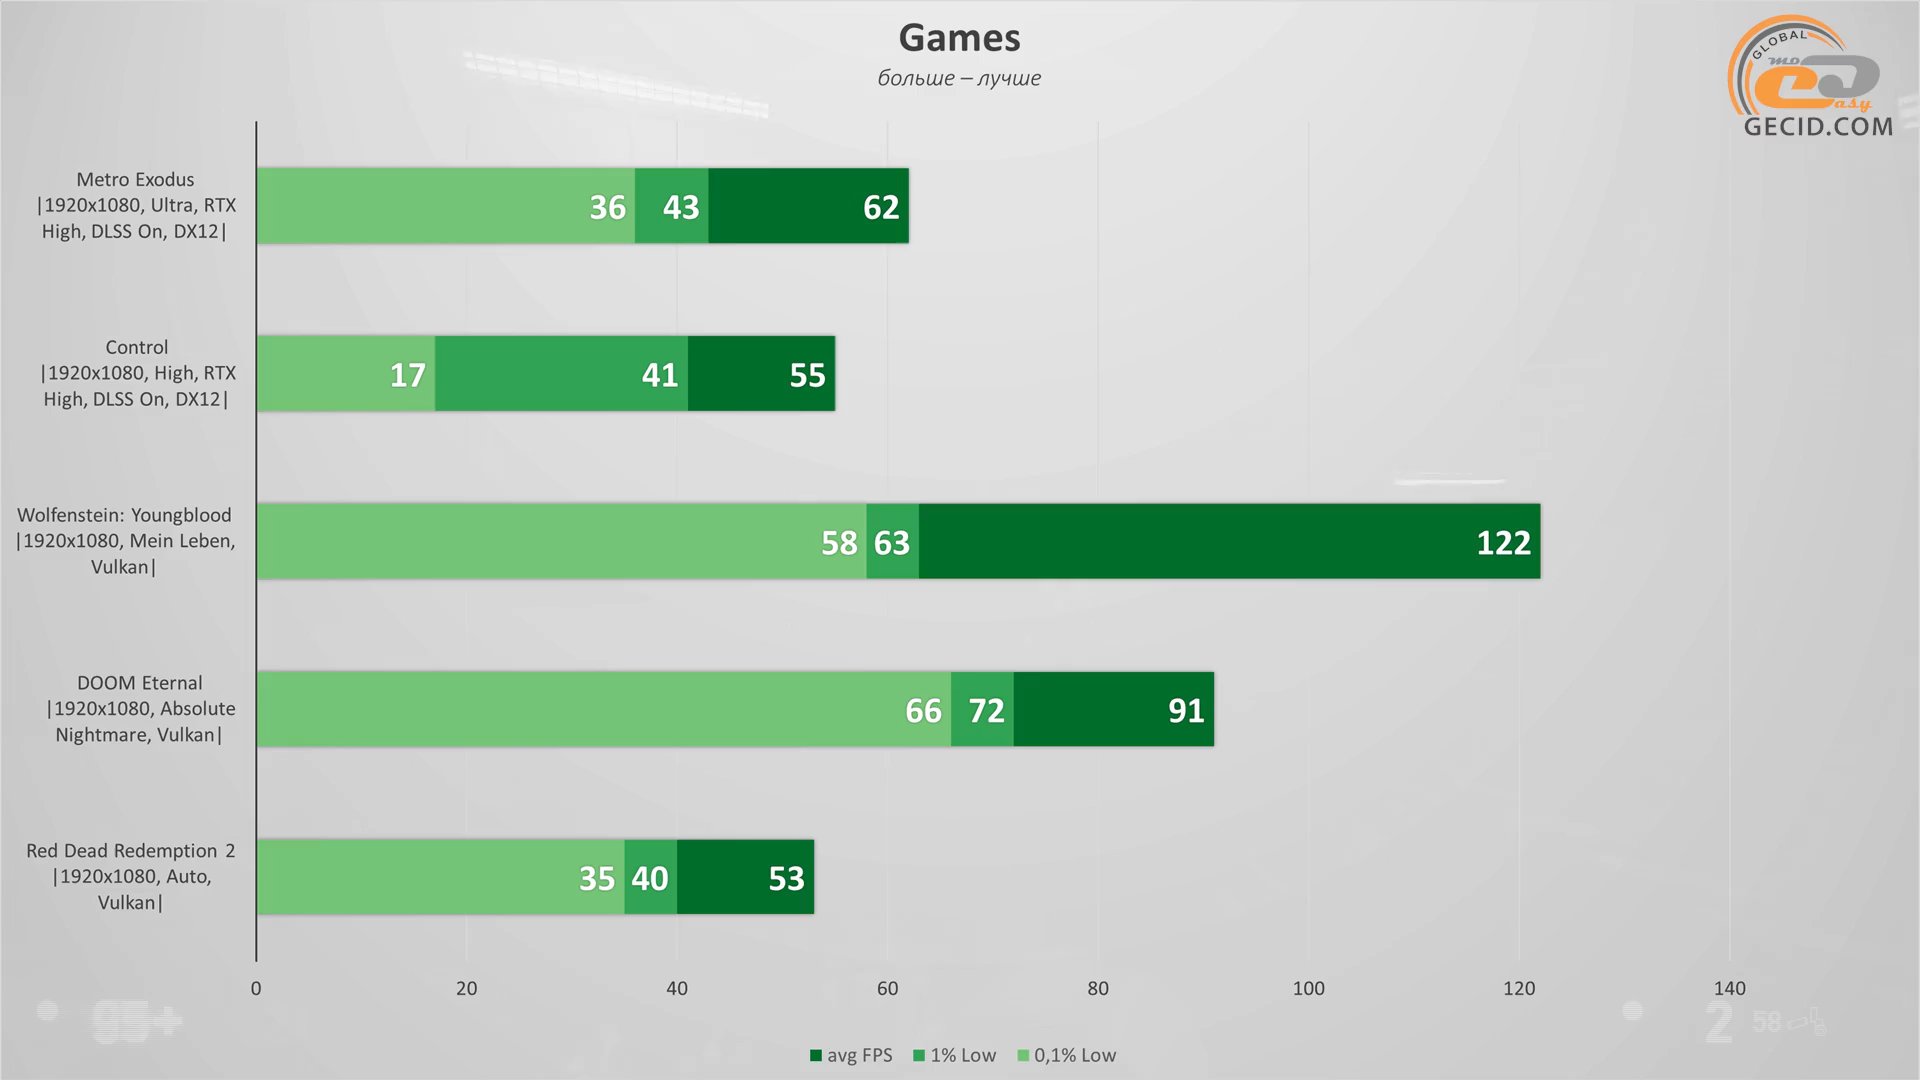 Games
больше – лучше
GLOBAL
GECID.COM
Metro Exodus
|1920x1080, Ultra, RTX
High, DLSS On, DX12|
36 43 62
Control
|1920x1080, High, RTX
High, DLSS On, DX12|
17 41 55
Wolfenstein: Youngblood
|1920x1080, Mein Leben,
Vulkan|
58 63 122
DOOM Eternal
|1920x1080, Absolute
Nightmare, Vulkan|
66 72 91
Red Dead Redemption 2
|1920x1080, Auto,
Vulkan|
35 40 53
0 20 40 60 80 100 120 140
95+
2 58
avg FPS 1% Low 0,1% Low